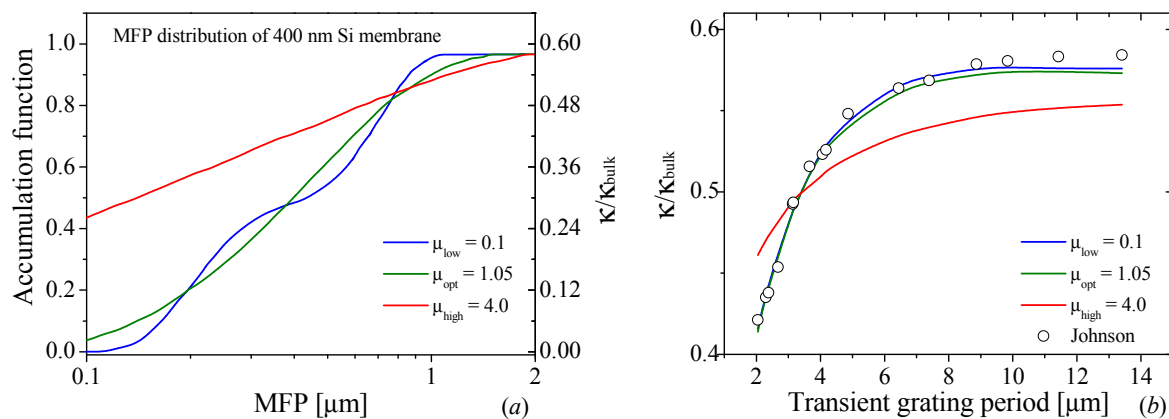 MFP distribution of 400 nm Si membrane
Accumulation function
1.0
0.8
0.6
0.4
0.2
0.0
0.60
0.48
0.36
0.24
0.12
0.00
κ/κbulk
μlow = 0.1
μopt = 1.05
μhigh = 4.0
0.1
1
2
MFP [μm]
(a)
κ/κbulk
0.6
0.5
0.4
μlow = 0.1
μopt = 1.05
μhigh = 4.0
Johnson
2 4 6 8 10 12 14
Transient grating period [μm]
(b)